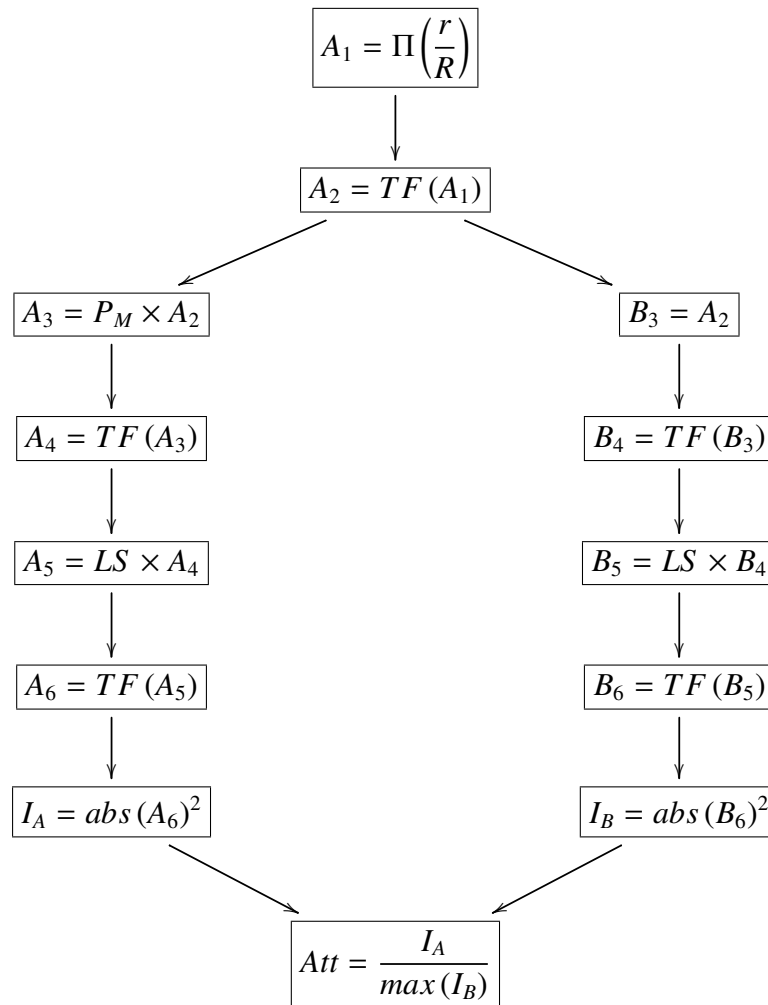 A₁ = Π(r/R)
A₂ = TF(A₁)
A₃ = P_M × A₂
B₃ = A₂
A₄ = TF(A₃)
B₄ = TF(B₃)
A₅ = LS × A₄
B₅ = LS × B₄
A₆ = TF(A₅)
B₆ = TF(B₅)
I_A = abs(A₆)²
I_B = abs(B₆)²
Att = I_A/max(I_B)